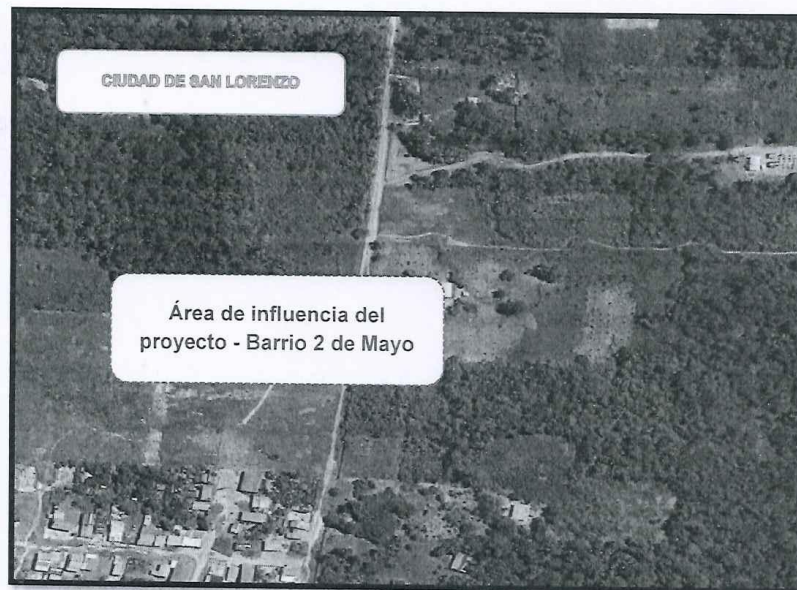 CIUDAD DE SAN LORENZO
Área de influencia del
proyecto - Barrio 2 de Mayo